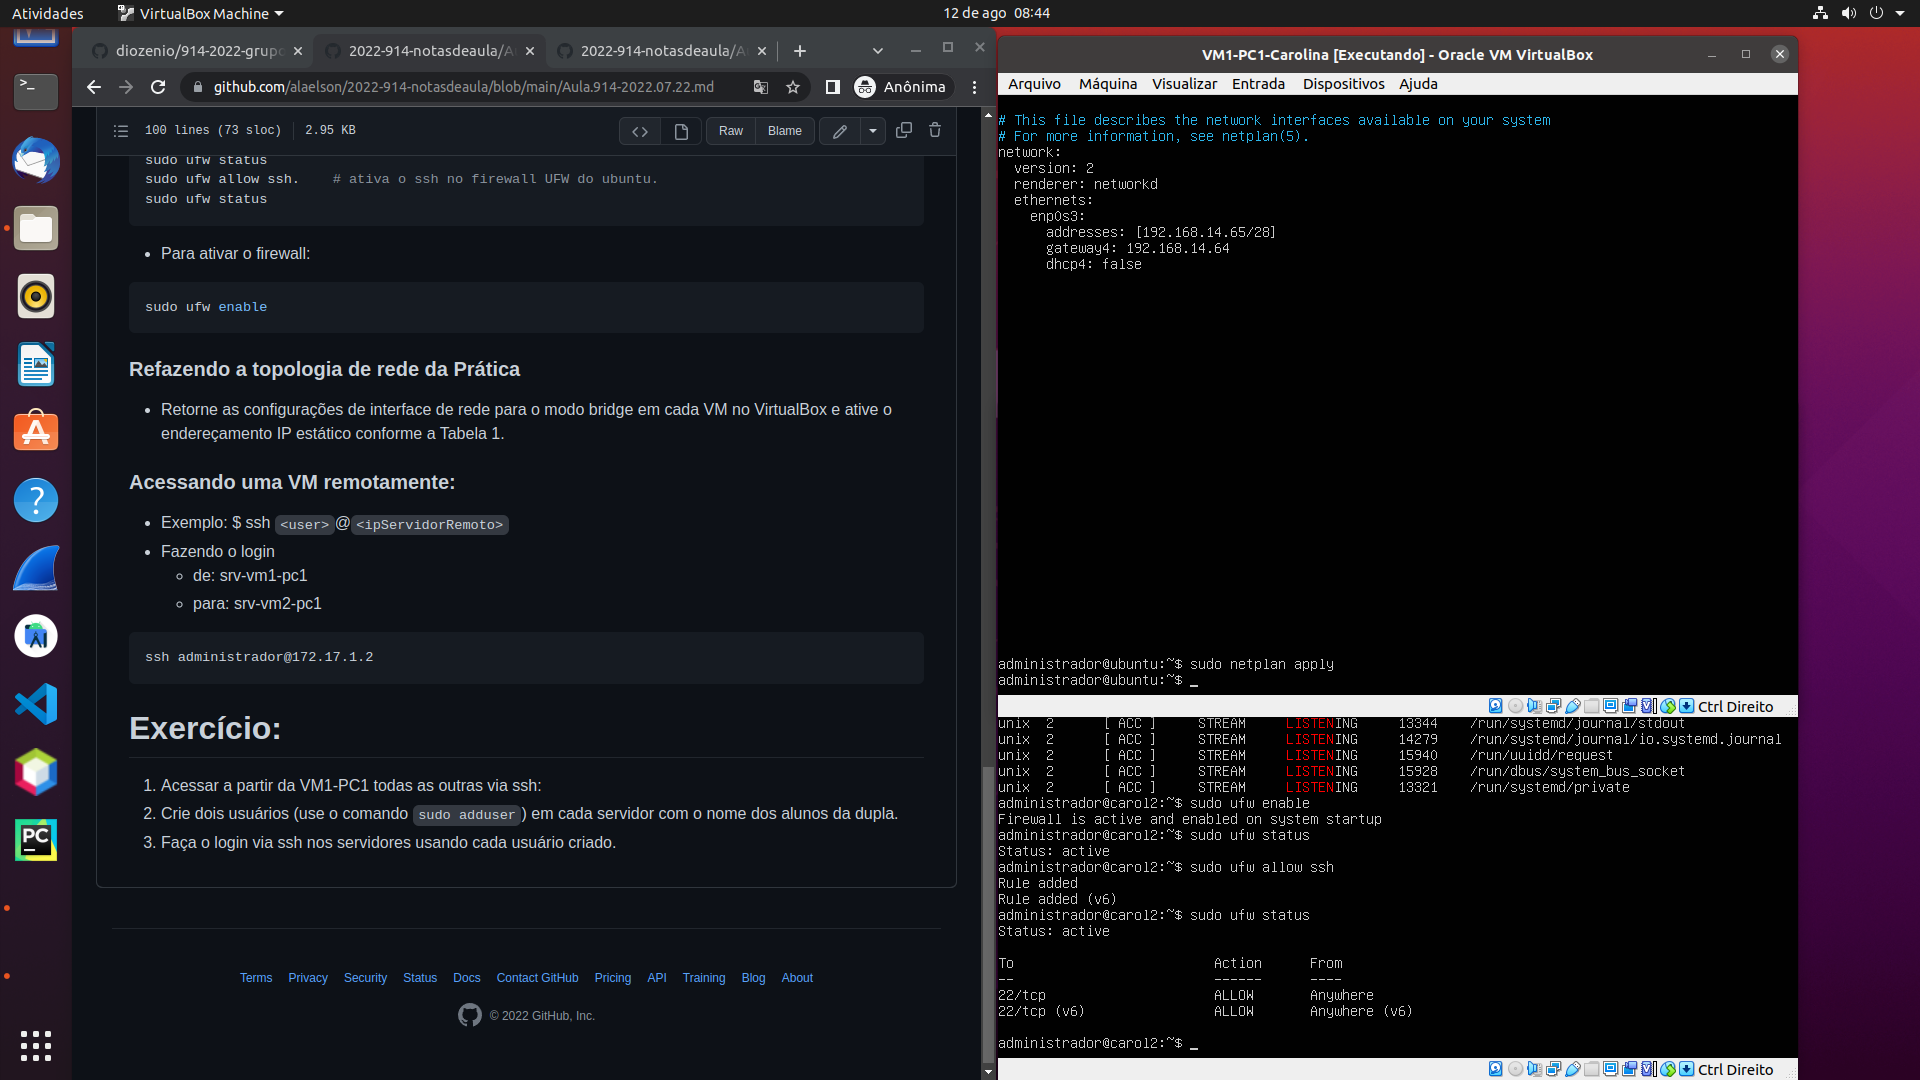 Atividades
VirtualBox Machine
12 de ago 08:44
diozenio/914-2022-grupo
2022-914-notasdeaula/A
2022-914-notasdeaula/A
github.com/alaelson/2022-914-notasdeaula/blob/main/Aula.914-2022.07.22.md
Anônima
100 lines (73 sloc)
2.95 KB
Raw
Blame
sudo ufw status
sudo ufw allow ssh.    # ativa o ssh no firewall UFW do ubuntu.
sudo ufw status
Para ativar o firewall:
sudo ufw enable
Refazendo a topologia de rede da Prática
Retorne as configurações de interface de rede para o modo bridge em cada VM no VirtualBox e ative o
endereçamento IP estático conforme a Tabela 1.
Acessando uma VM remotamente:
Exemplo: $ ssh <user>@<ipServidorRemoto>
Fazendo o login
de: srv-vm1-pc1
para: srv-vm2-pc1
ssh administrador@172.17.1.2
Exercício:
1. Acessar a partir da VM1-PC1 todas as outras via ssh:
2. Crie dois usuários (use o comando sudo adduser) em cada servidor com o nome dos alunos da dupla.
3. Faça o login via ssh nos servidores usando cada usuário criado.
Terms Privacy Security Status Docs Contact GitHub Pricing API Training Blog About
© 2022 GitHub, Inc.
VM1-PC1-Carolina [Executando] - Oracle VM VirtualBox
Arquivo Máquina Visualizar Entrada Dispositivos Ajuda
# This file describes the network interfaces available on your system
# For more information, see netplan(5).
network:
  version: 2
  renderer: networkd
  ethernets:
    enp0s3:
      addresses: [192.168.14.65/28]
      gateway4: 192.168.14.64
      dhcp4: false
administrador@ubuntu:~$ sudo netplan apply
administrador@ubuntu:~$ _
Ctrl Direito
unix  2      [ ACC ]     STREAM     LISTENING     13344    /run/systemd/journal/stdout
unix  2      [ ACC ]     STREAM     LISTENING     14279    /run/systemd/journal/io.systemd.journal
unix  2      [ ACC ]     STREAM     LISTENING     15940    /run/uuidd/request
unix  2      [ ACC ]     STREAM     LISTENING     15928    /run/dbus/system_bus_socket
unix  2      [ ACC ]     STREAM     LISTENING     13321    /run/systemd/private
administrador@carol2:~$ sudo ufw enable
Firewall is active and enabled on system startup
administrador@carol2:~$ sudo ufw status
Status: active
administrador@carol2:~$ sudo ufw allow ssh
Rule added
Rule added (v6)
administrador@carol2:~$ sudo ufw status
Status: active
To                         Action      From
--                         ------      ----
22/tcp                     ALLOW       Anywhere
22/tcp (v6)                ALLOW       Anywhere (v6)
administrador@carol2:~$ _
Ctrl Direito